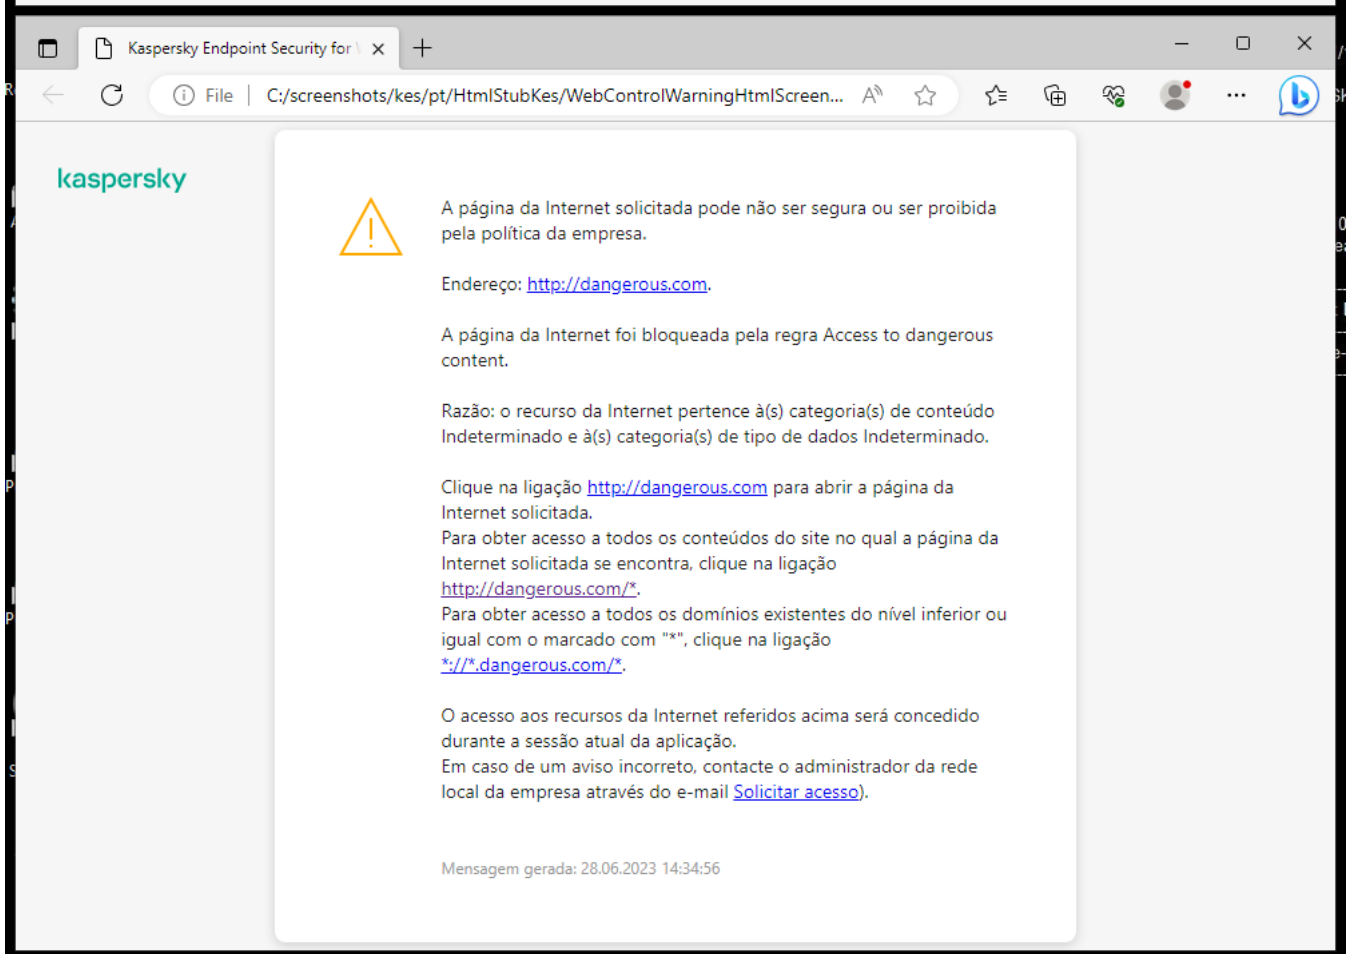 Kaspersky Endpoint Security for
File
C:/screenshots/kes/pt/HtmlStubKes/WebControlWarningHtmlScreen...
kaspersky
A página da Internet solicitada pode não ser segura ou ser proibida
pela política da empresa.
Endereço: http://dangerous.com.
A página da Internet foi bloqueada pela regra Access to dangerous
content.
Razão: o recurso da Internet pertence à(s) categoria(s) de conteúdo
Indeterminado e à(s) categoria(s) de tipo de dados Indeterminado.
Clique na ligação http://dangerous.com para abrir a página da
Internet solicitada.
Para obter acesso a todos os conteúdos do site no qual a página da
Internet solicitada se encontra, clique na ligação
http://dangerous.com/*.
Para obter acesso a todos os domínios existentes do nível inferior ou
igual com o marcado com "*", clique na ligação
*://*.dangerous.com/*.
O acesso aos recursos da Internet referidos acima será concedido
durante a sessão atual da aplicação.
Em caso de um aviso incorreto, contacte o administrador da rede
local da empresa através do e-mail Solicitar acesso).
Mensagem gerada: 28.06.2023 14:34:56